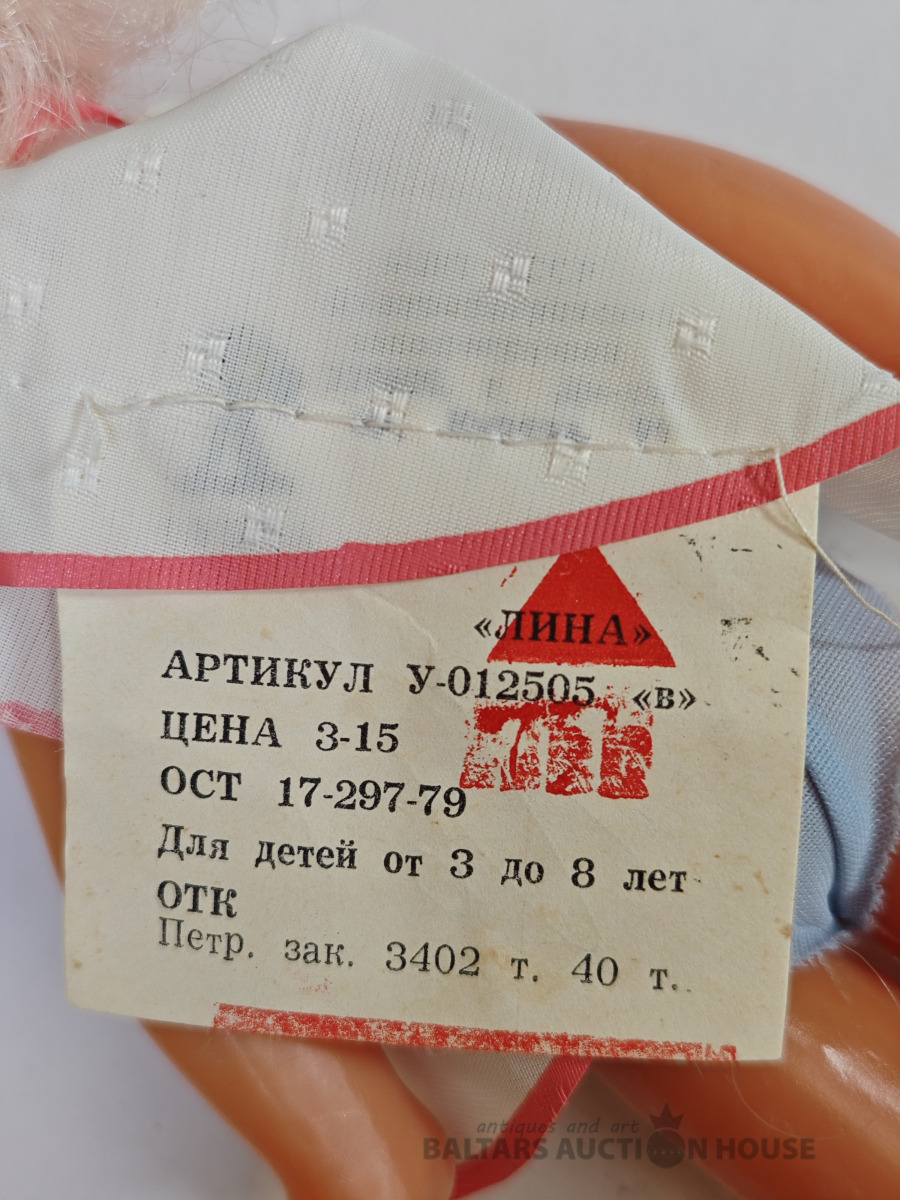 «ЛИНА»
АРТИКУЛ У-012505 «в»
ЦЕНА 3-15
ОСТ 17-297-79
Для детей от 3 до 8 лет
ОТК
Петр. зак. 3402 т. 40 т.
antiques and art
BALTARS AUCTION HOUSE